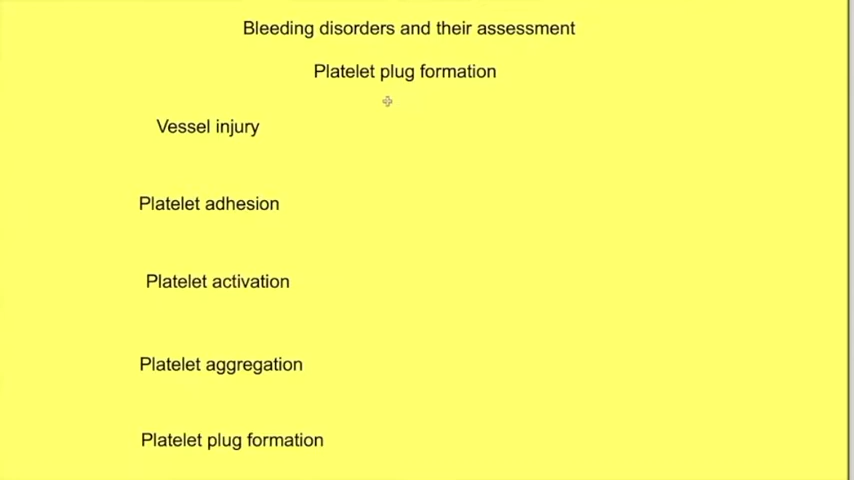 Bleeding disorders and their assessment
Platelet plug formation
Vessel injury
Platelet adhesion
Platelet activation
Platelet aggregation
Platelet plug formation